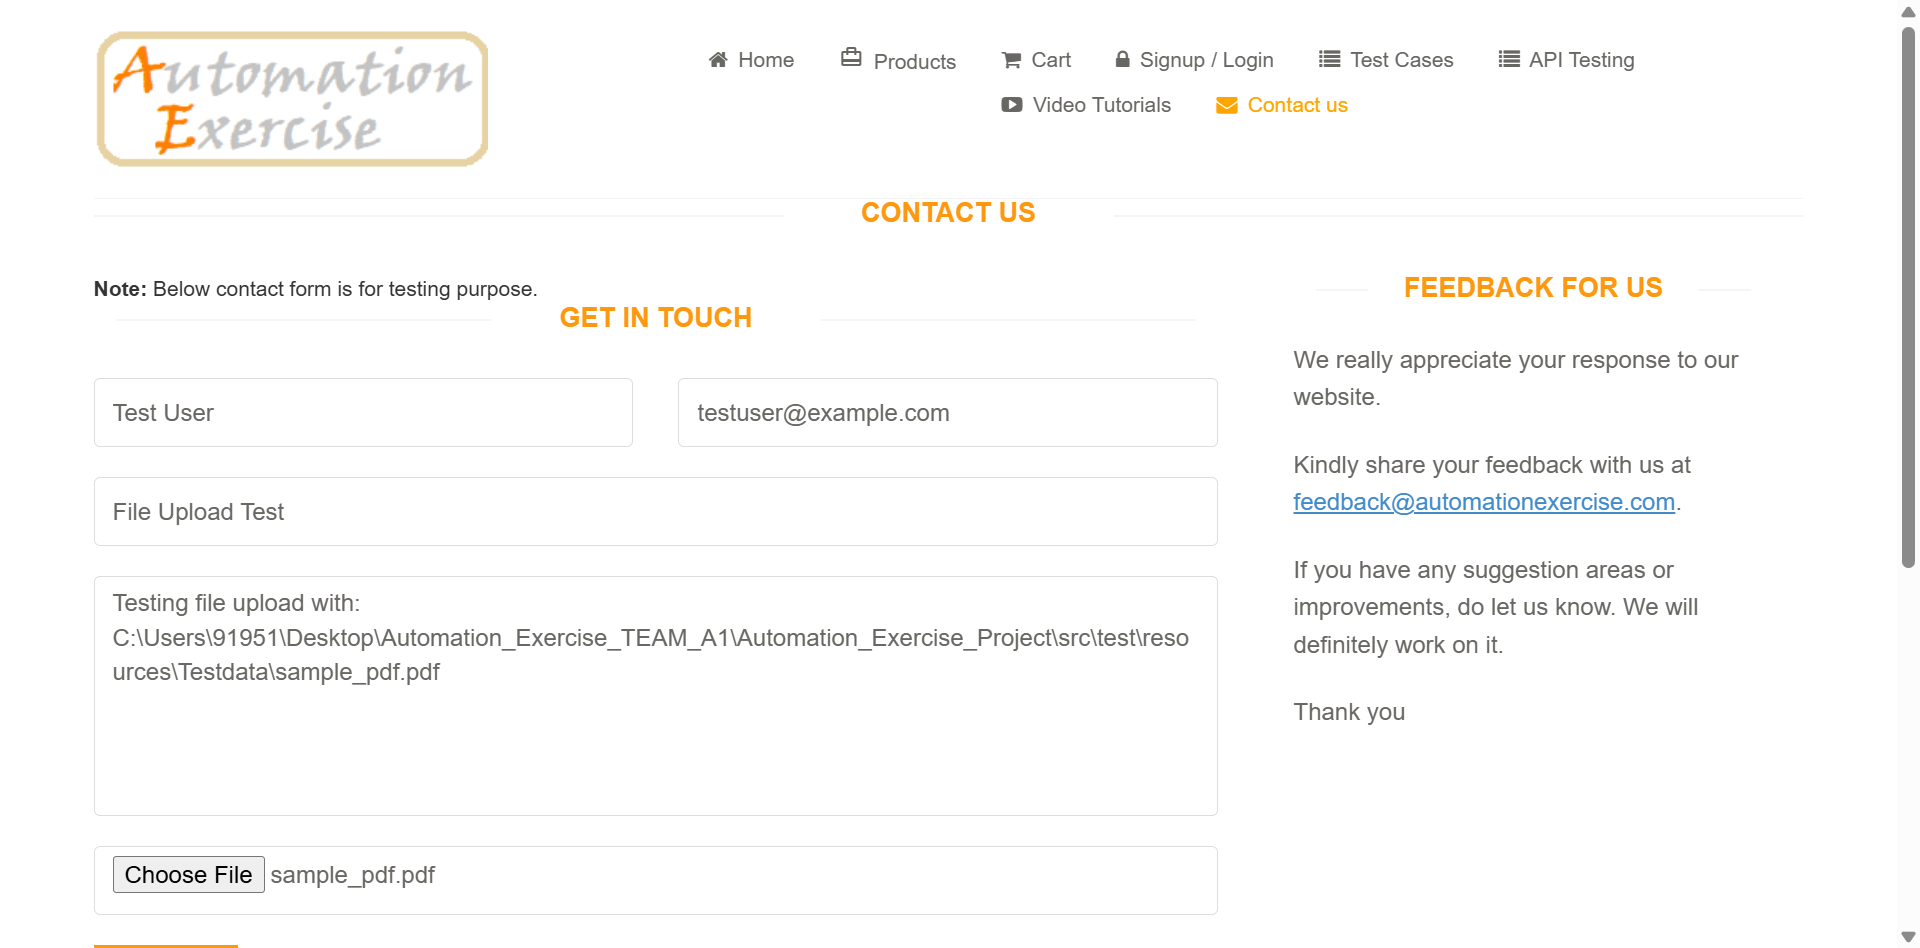 Automation
Exercise
Home
Products
Cart
Signup / Login
Test Cases
API Testing
Video Tutorials
Contact us
CONTACT US
Note: Below contact form is for testing purpose.
GET IN TOUCH
Test User
testuser@example.com
File Upload Test
Testing file upload with:
C:\Users\91951\Desktop\Automation_Exercise_TEAM_A1\Automation_Exercise_Project\src\test\reso
urces\Testdata\sample_pdf.pdf
Choose File sample_pdf.pdf
FEEDBACK FOR US
We really appreciate your response to our
website.
Kindly share your feedback with us at
feedback@automationexercise.com.
If you have any suggestion areas or
improvements, do let us know. We will
definitely work on it.
Thank you